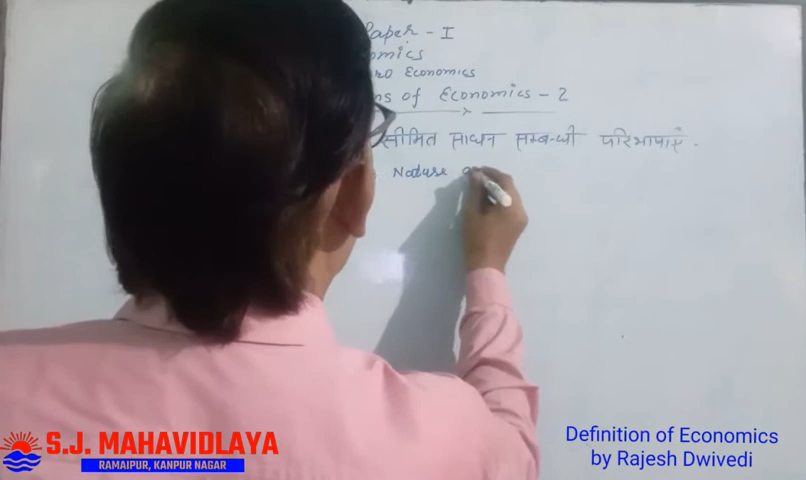 Paper - I
omics
ro Economics
ns of Economics - 2
सीमित साधन सम्बन्धी परिभाषाएँ -
Nature
S.J. MAHAVIDLAYA
RAMAIPUR, KANPUR NAGAR
Definition of Economics
by Rajesh Dwivedi